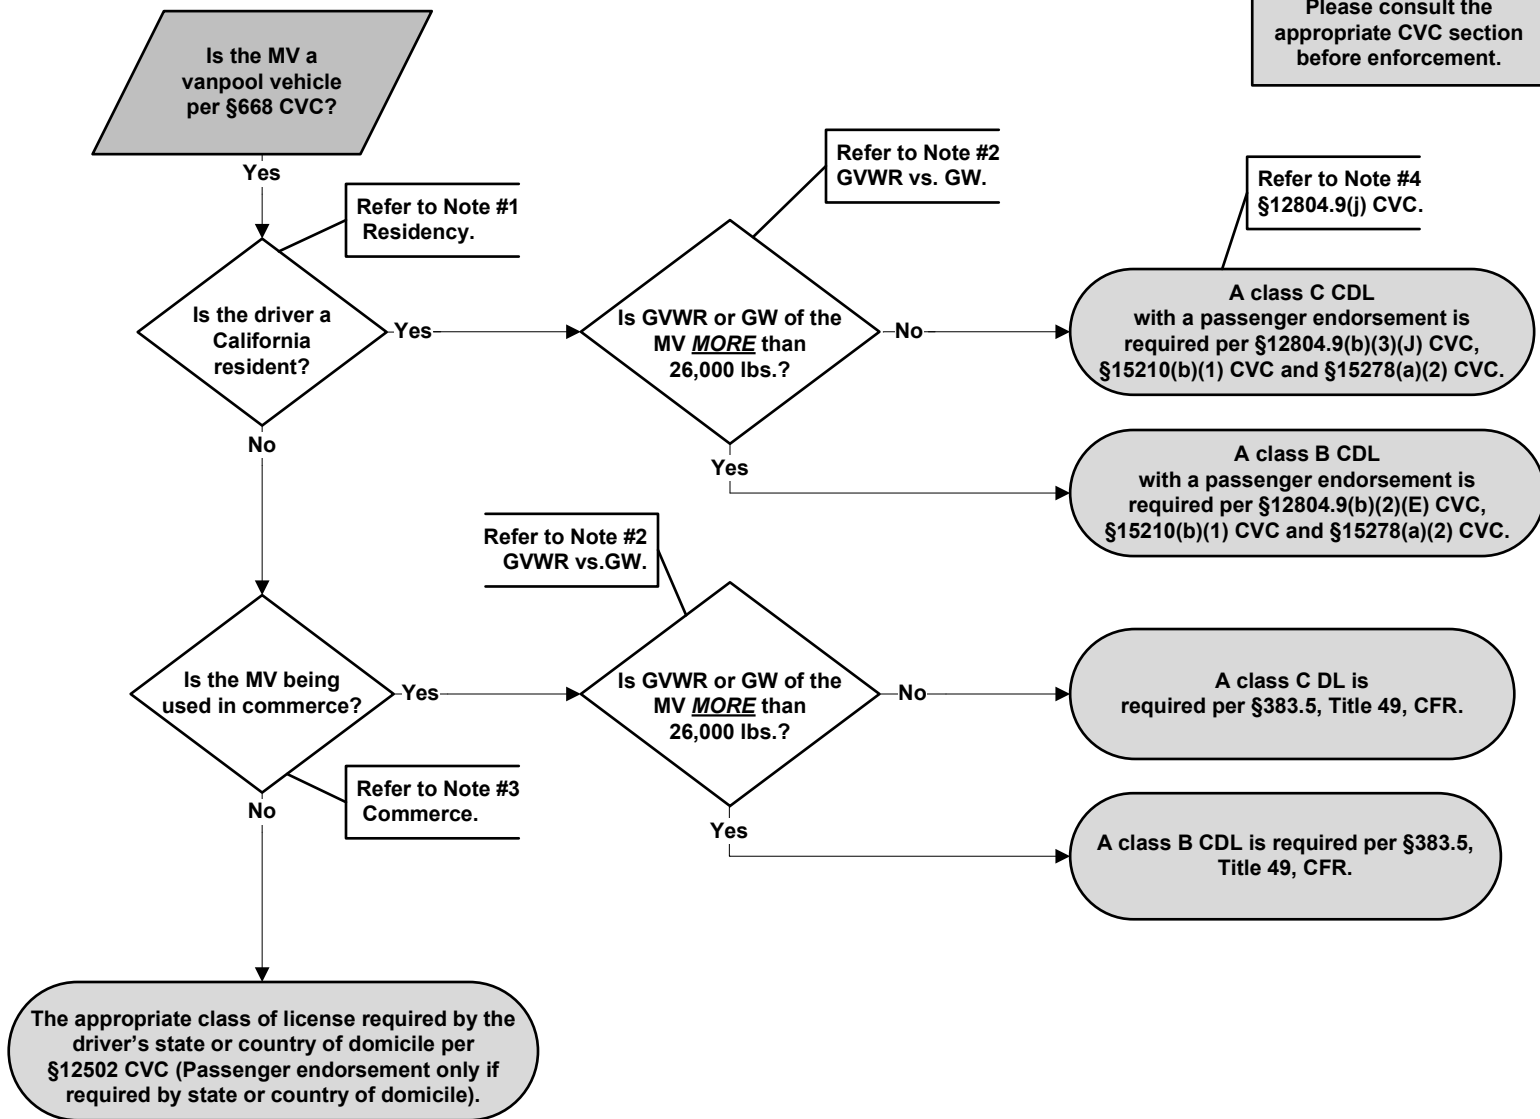 Please consult the
appropriate CVC section
before enforcement.
Is the MV a
vanpool vehicle
per §668 CVC?
Yes
Refer to Note #1
Residency.
Is the driver a
California
resident?
Yes
No
Refer to Note #2
GVWR vs. GW.
Is GVWR or GW of the
MV MORE than
26,000 lbs.?
No
Yes
Refer to Note #4
§12804.9(j) CVC.
A class C CDL
with a passenger endorsement is
required per §12804.9(b)(3)(J) CVC,
§15210(b)(1) CVC and §15278(a)(2) CVC.
A class B CDL
with a passenger endorsement is
required per §12804.9(b)(2)(E) CVC,
§15210(b)(1) CVC and §15278(a)(2) CVC.
Is the MV being
used in commerce?
Yes
No
Refer to Note #3
Commerce.
Refer to Note #2
GVWR vs.GW.
Is GVWR or GW of the
MV MORE than
26,000 lbs.?
No
Yes
A class C DL is
required per §383.5, Title 49, CFR.
A class B CDL is required per §383.5,
Title 49, CFR.
The appropriate class of license required by the
driver’s state or country of domicile per
§12502 CVC (Passenger endorsement only if
required by state or country of domicile).